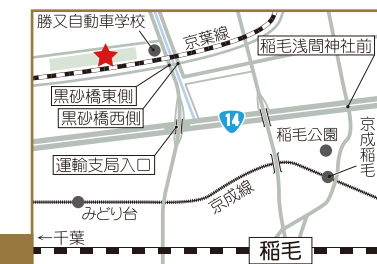 勝又自動車学校
京葉線
稲毛浅間神社前
黒砂橋東側
黒砂橋西側
14
稲毛公園
京成稲毛
運輸支局入口
京成線
みどり台
←千葉
稲毛